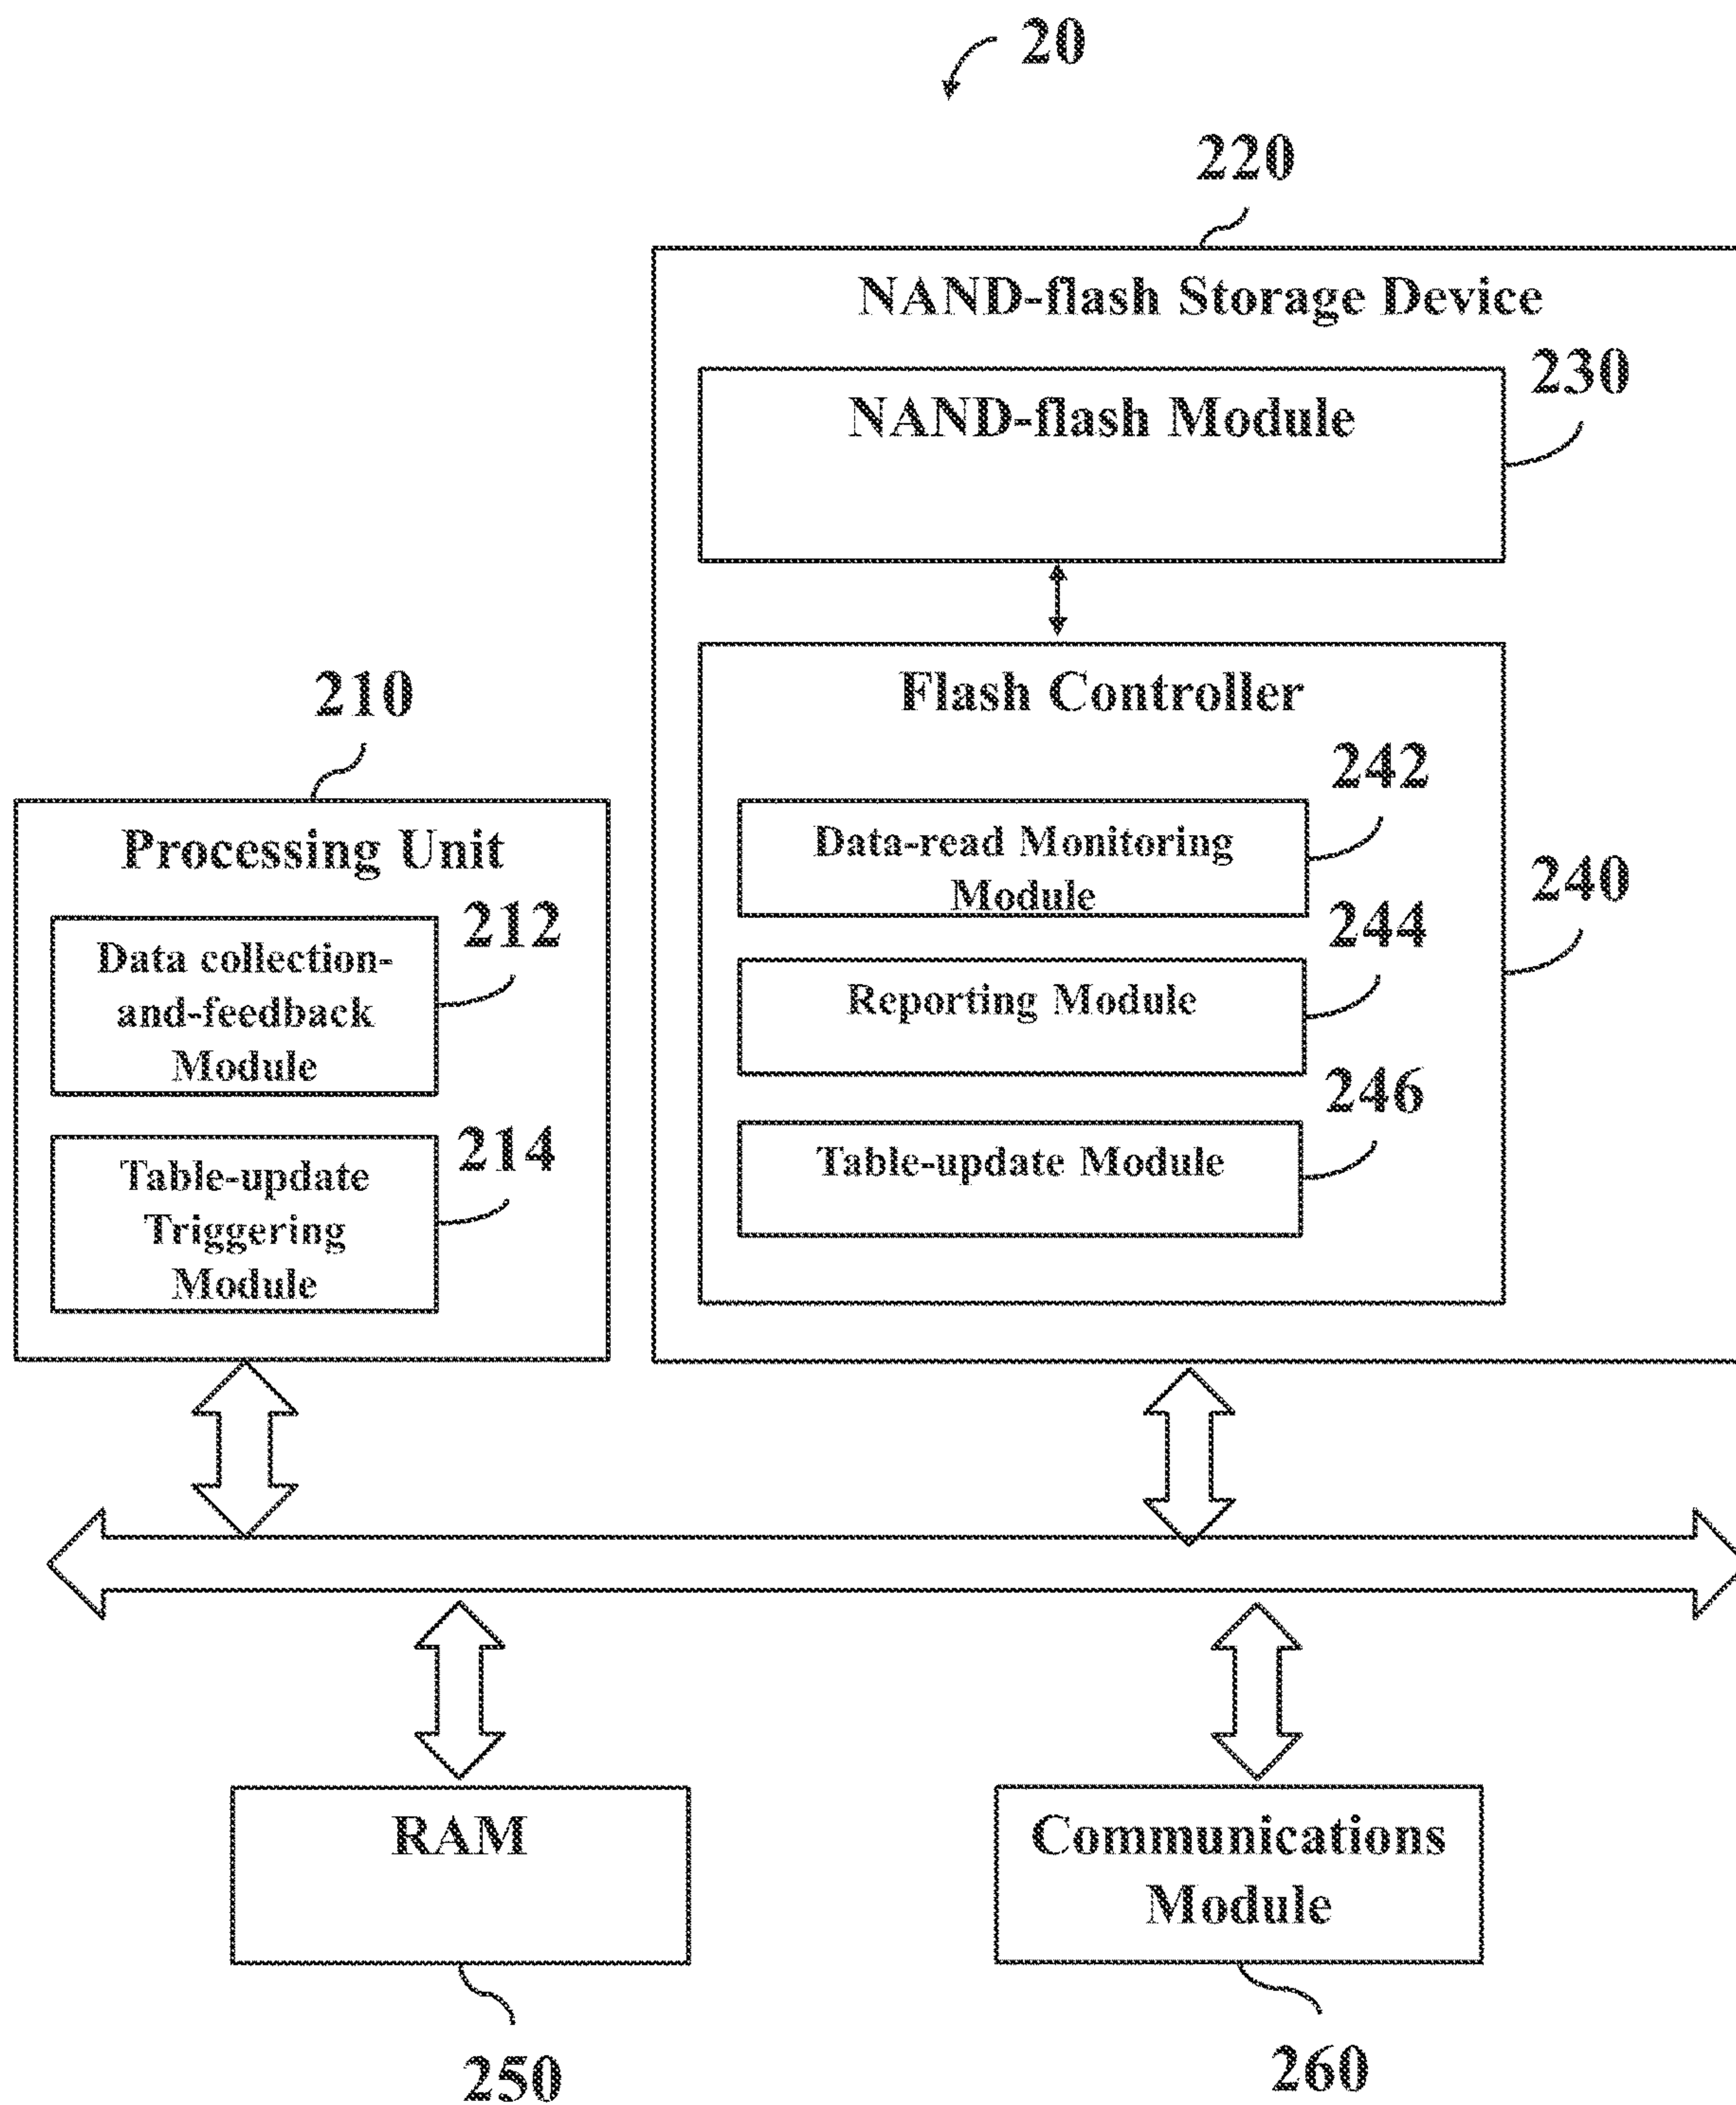 20
220
NAND-flash Storage Device
230
NAND-flash Module
Flash Controller
242
Data-read Monitoring
Module
240
244
Reporting Module
246
Table-update Module
210
Processing Unit
212
Data collection-
and-feedback
Module
214
Table-update
Triggering
Module
RAM
250
Communications
Module
260